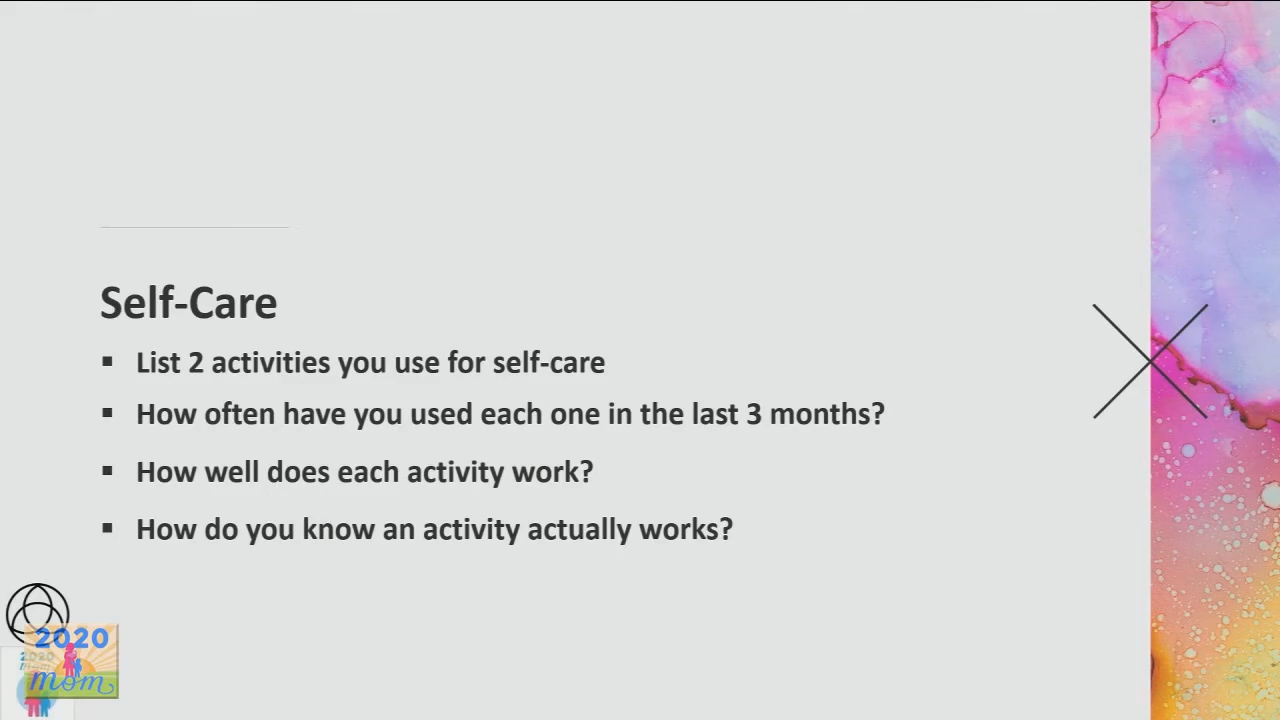 Self-Care
▪ List 2 activities you use for self-care
▪ How often have you used each one in the last 3 months?
▪ How well does each activity work?
▪ How do you know an activity actually works?
2020
mom
2020
mom